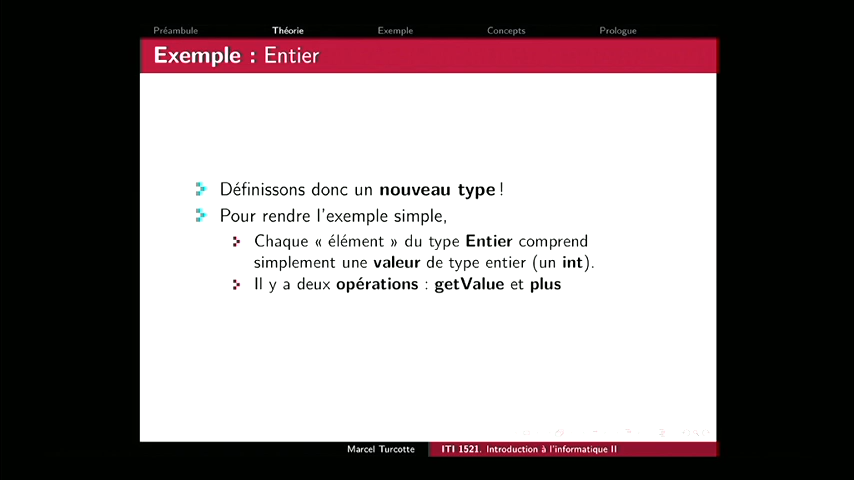 Préambule Théorie Exemple Concepts Prologue
Exemple : Entier
Définissons donc un nouveau type !
Pour rendre l'exemple simple,
Chaque « élément » du type Entier comprend
simplement une valeur de type entier (un int).
Il y a deux opérations : getValue et plus
Marcel Turcotte ITI 1521. Introduction à l'informatique II